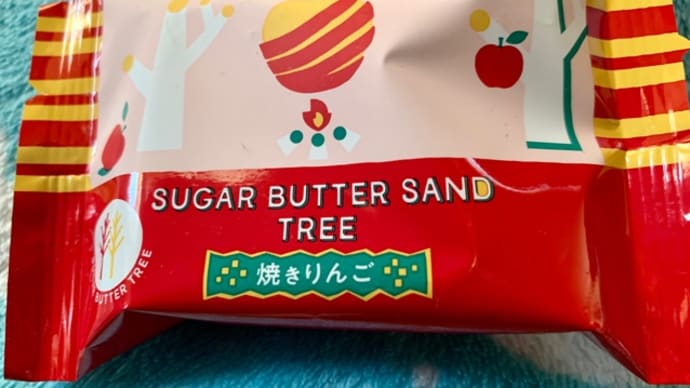 SUGAR BUTTER SAND
TREE
焼きりんご
BUTTER TREE